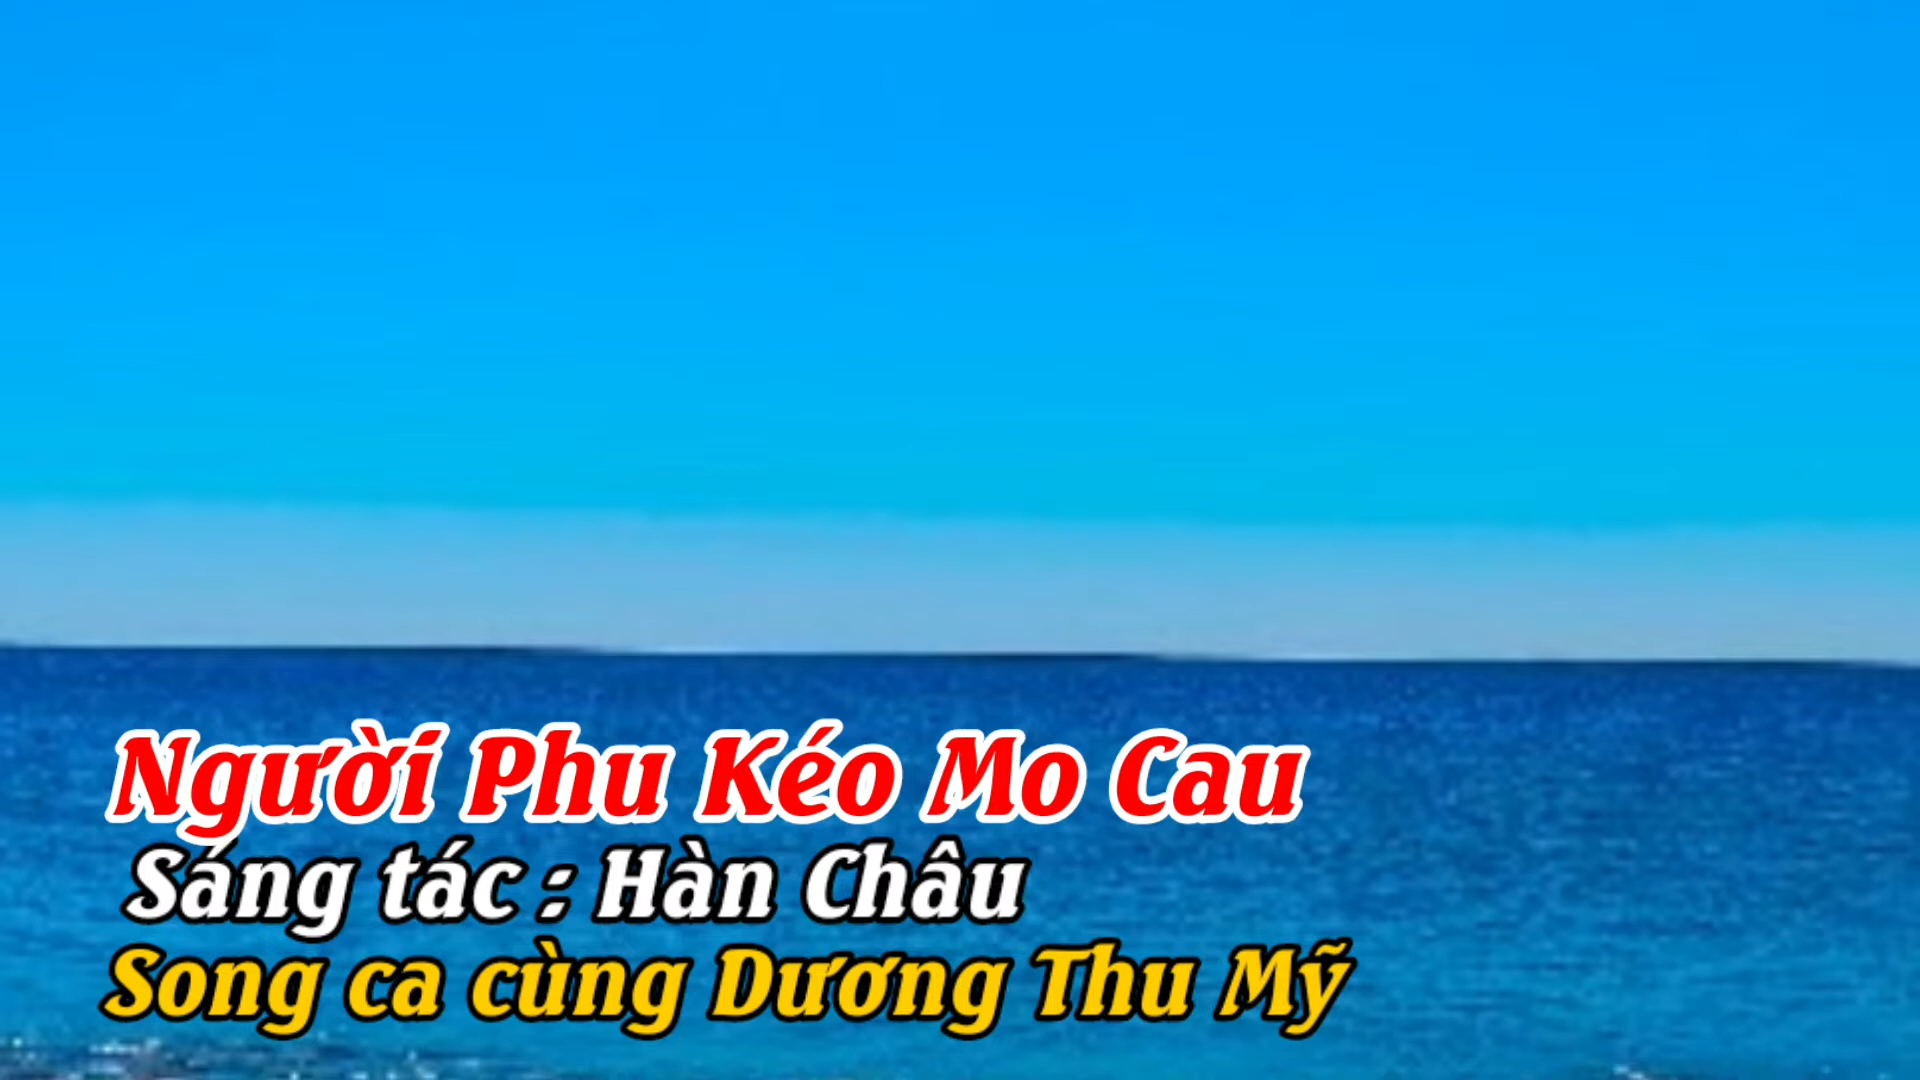 Người Phu Kéo Mo Cau
Sáng tác : Hàn Châu
Song ca cùng Dương Thu Mỹ